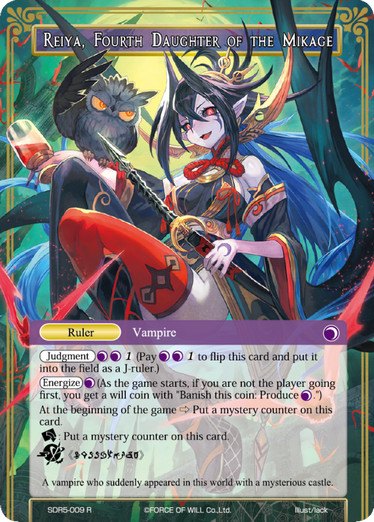 Reiya, Fourth Daughter of the Mikage
Ruler Vampire
Judgment 1 (Pay 1 to flip this card and put it
into the field as a J-ruler.)
Energize (As the game starts, if you are not the player going
first, you get a will coin with "Banish this coin: Produce .")
At the beginning of the game ⇨ Put a mystery counter on this
card.
: Put a mystery counter on this card.
A vampire who suddenly appeared in this world with a mysterious castle.
SDR5-009 R ©FORCE OF WILL Co.,Ltd. Illust/lack